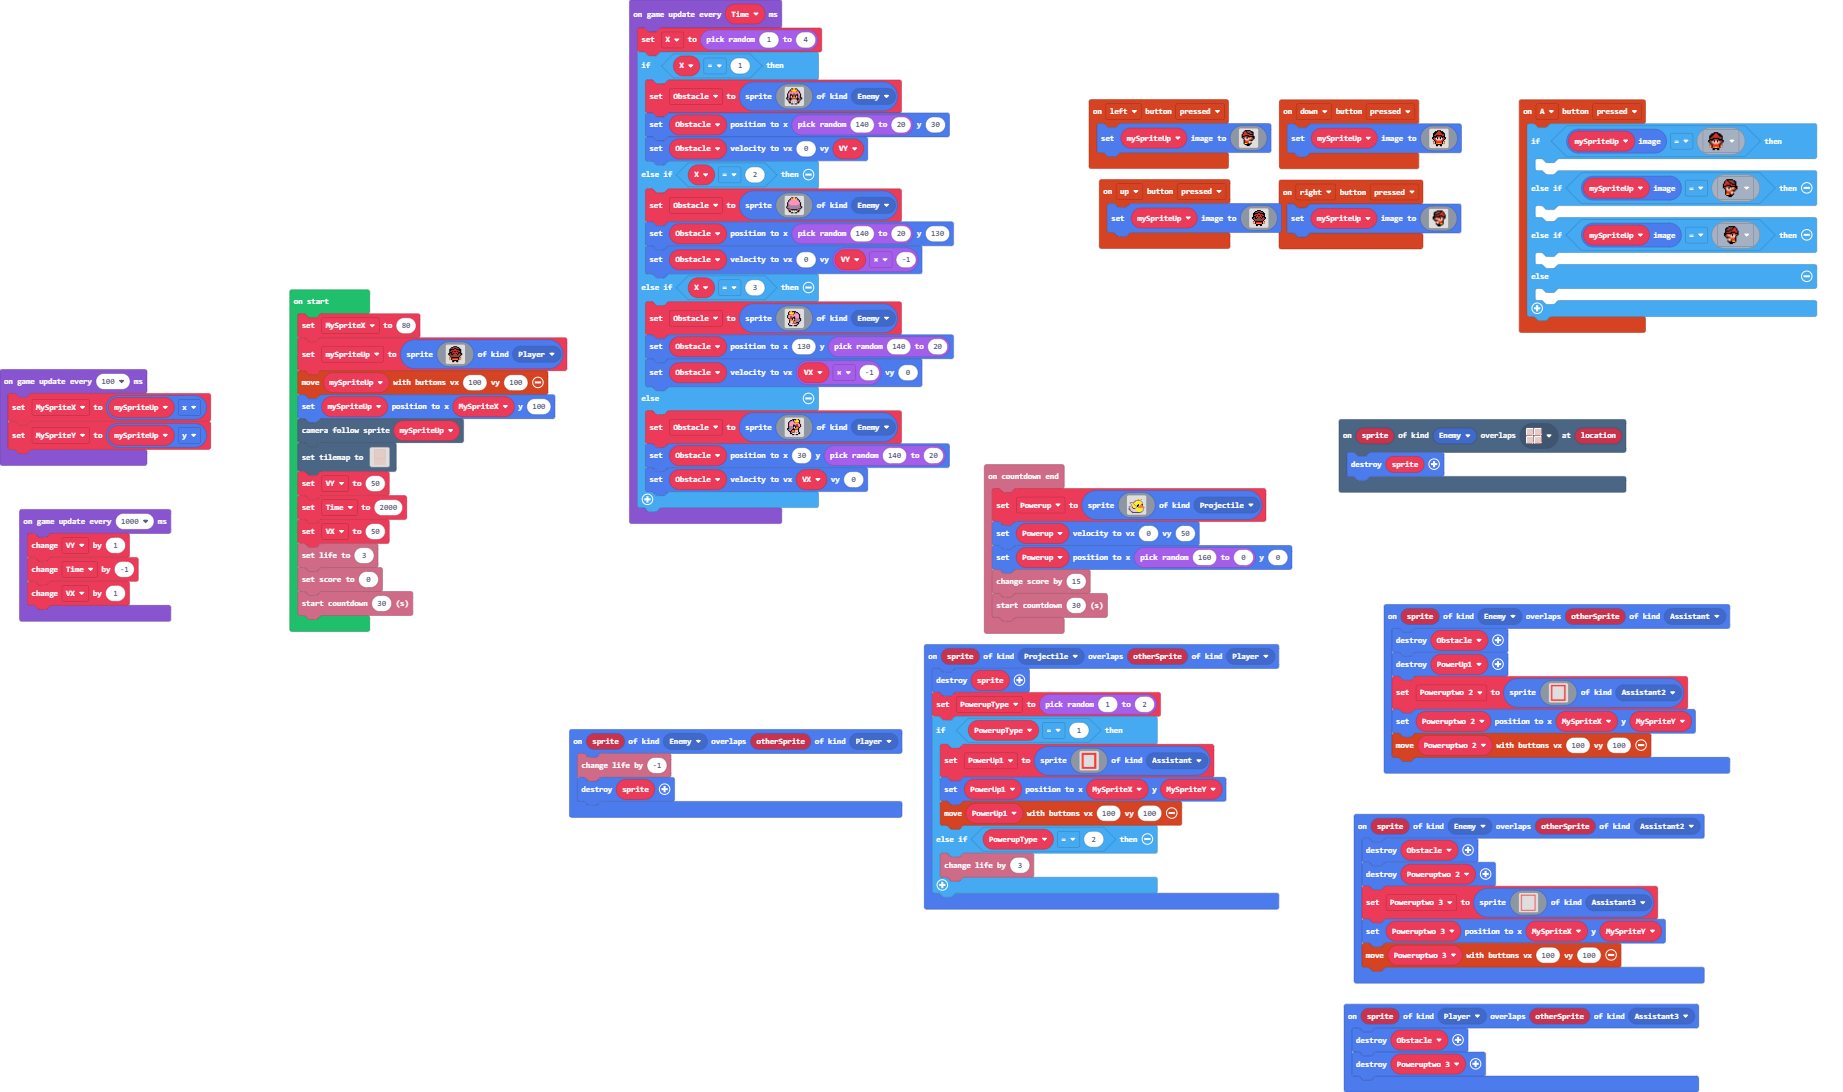 on game update every 100 ms
set MySpriteX to mySpriteUp x
set MySpriteY to mySpriteUp y
on game update every 1000 ms
change VY by 1
change Time by -1
change VX by 1
on start
set MySpriteX to 80
set mySpriteUp to sprite of kind Player
move mySpriteUp with buttons vx 100 vy 100
set mySpriteUp position to x MySpriteX y 100
camera follow sprite mySpriteUp
set tilemap to
set VY to 50
set Time to 2000
set VX to 50
set life to 3
set score to 0
start countdown 30 (s)
on game update every Time ms
set X to pick random 1 to 4
if X = 1 then
set Obstacle to sprite of kind Enemy
set Obstacle position to x pick random 140 to 20 y 30
set Obstacle velocity to vx 0 vy VY
else if X = 2 then
set Obstacle to sprite of kind Enemy
set Obstacle position to x pick random 140 to 20 y 130
set Obstacle velocity to vx 0 vy VY × -1
else if X = 3 then
set Obstacle to sprite of kind Enemy
set Obstacle position to x 130 y pick random 140 to 20
set Obstacle velocity to vx VX × -1 vy 0
else
set Obstacle to sprite of kind Enemy
set Obstacle position to x 30 y pick random 140 to 20
set Obstacle velocity to vx VX vy 0
on sprite of kind Enemy overlaps otherSprite of kind Player
change life by -1
destroy sprite
on left button pressed
set mySpriteUp image to
on down button pressed
set mySpriteUp image to
on up button pressed
set mySpriteUp image to
on right button pressed
set mySpriteUp image to
on A button pressed
if mySpriteUp image = then
else if mySpriteUp image = then
else if mySpriteUp image = then
else
on sprite of kind Enemy overlaps at location
destroy sprite
on countdown end
set Powerup to sprite of kind Projectile
set Powerup velocity to vx 0 vy 50
set Powerup position to x pick random 160 to 0 y 0
change score by 15
start countdown 30 (s)
on sprite of kind Projectile overlaps otherSprite of kind Player
destroy sprite
set PowerupType to pick random 1 to 2
if PowerupType = 1 then
set PowerUp1 to sprite of kind Assistant
set PowerUp1 position to x MySpriteX y MySpriteY
move PowerUp1 with buttons vx 100 vy 100
else if PowerupType = 2 then
change life by 3
on sprite of kind Enemy overlaps otherSprite of kind Assistant
destroy Obstacle
destroy PowerUp1
set Poweruptwo 2 to sprite of kind Assistant2
set Poweruptwo 2 position to x MySpriteX y MySpriteY
move Poweruptwo 2 with buttons vx 100 vy 100
on sprite of kind Enemy overlaps otherSprite of kind Assistant2
destroy Obstacle
destroy Poweruptwo 2
set Poweruptwo 3 to sprite of kind Assistant3
set Poweruptwo 3 position to x MySpriteX y MySpriteY
move Poweruptwo 3 with buttons vx 100 vy 100
on sprite of kind Player overlaps otherSprite of kind Assistant3
destroy Obstacle
destroy Poweruptwo 3